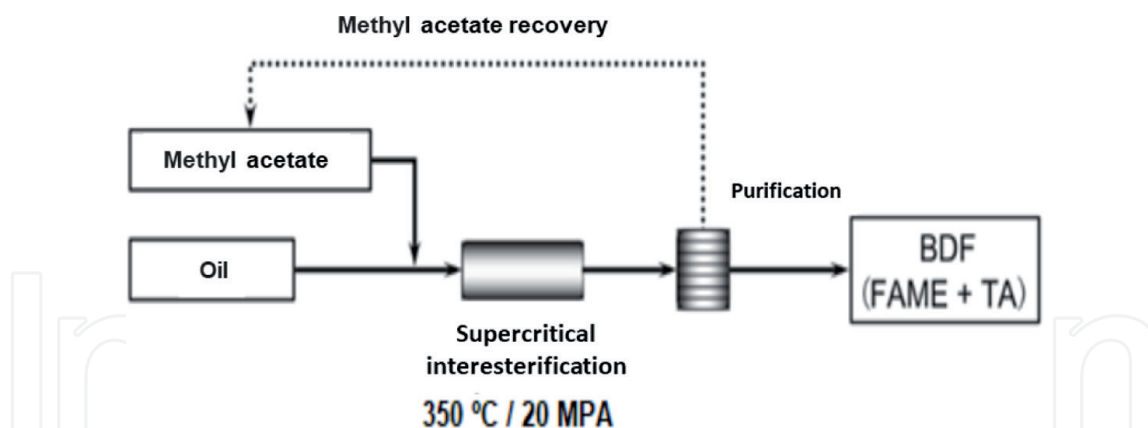 Methyl acetate recovery
Methyl acetate
Purification
Oil
BDF
(FAME + TA)
Supercritical
interesterification
350 ºC / 20 MPA